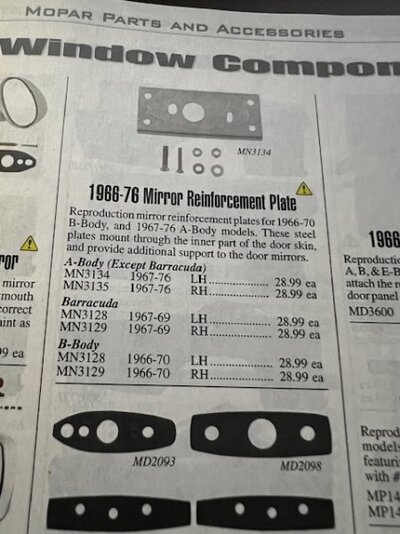 MOPAR PARTS AND ACCESSORIES
Window Compon
MN3134
1966-76 Mirror Reinforcement Plate
Reproduction mirror reinforcement plates for 1966-70
B-Body, and 1967-76 A-Body models. These steel
plates mount through the inner part of the door skin,
and provide additional support to the door mirrors.
A-Body (Except Barracuda)
MN3134 1967-76 LH .................. 28.99 ea
MN3135 1967-76 RH .................. 28.99 ea
Barracuda
MN3128 1967-69 LH .................. 28.99 ea
MN3129 1967-69 RH .................. 28.99 ea
B-Body
MN3128 1966-70 LH .................. 28.99 ea
MN3129 1966-70 RH .................. 28.99 ea
MD2093
MD2098
ror
mirror
mouth
correct
aint as
99 ea
1966
Reproductio
A, B, & E-B
attach the r
door panel
MD3600
Reprod
models
featuri
with #
MP14
MP14